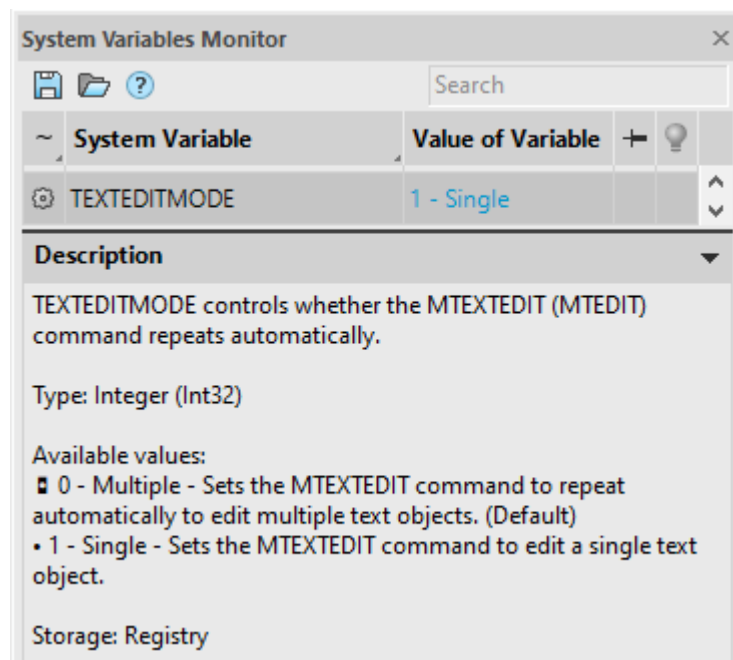 System Variables Monitor
Search
~ System Variable Value of Variable
TEXTEDITMODE 1 - Single
Description
TEXTEDITMODE controls whether the MTEXTEDIT (MTEDIT)
command repeats automatically.
Type: Integer (Int32)
Available values:
◘ 0 - Multiple - Sets the MTEXTEDIT command to repeat
automatically to edit multiple text objects. (Default)
• 1 - Single - Sets the MTEXTEDIT command to edit a single text
object.
Storage: Registry